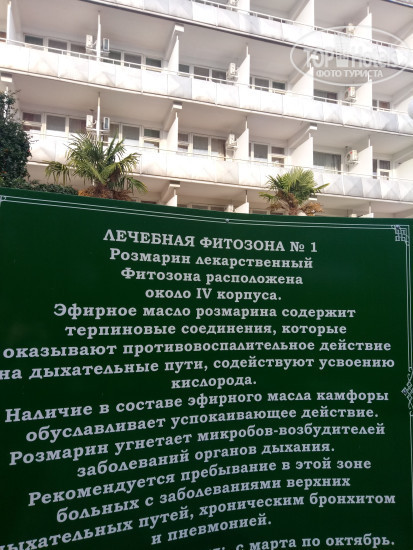 ФОТО ТУРИСТА
ЛЕЧЕБНАЯ ФИТОЗОНА № 1
Розмарин лекарственный
Фитозона расположена
около IV корпуса.
Эфирное масло розмарина содержит
терпиновые соединения, которые
оказывают противовоспалительное действие
на дыхательные пути, содействуют усвоению
кислорода.
Наличие в составе эфирного масла камфоры
обуславливает успокаивающее действие.
Розмарин угнетает микробов-возбудителей
заболеваний органов дыхания.
Рекомендуется пребывание в этой зоне
больных с заболеваниями верхних
дыхательных путей, хроническим бронхитом
и пневмонией.
с марта по октябрь.